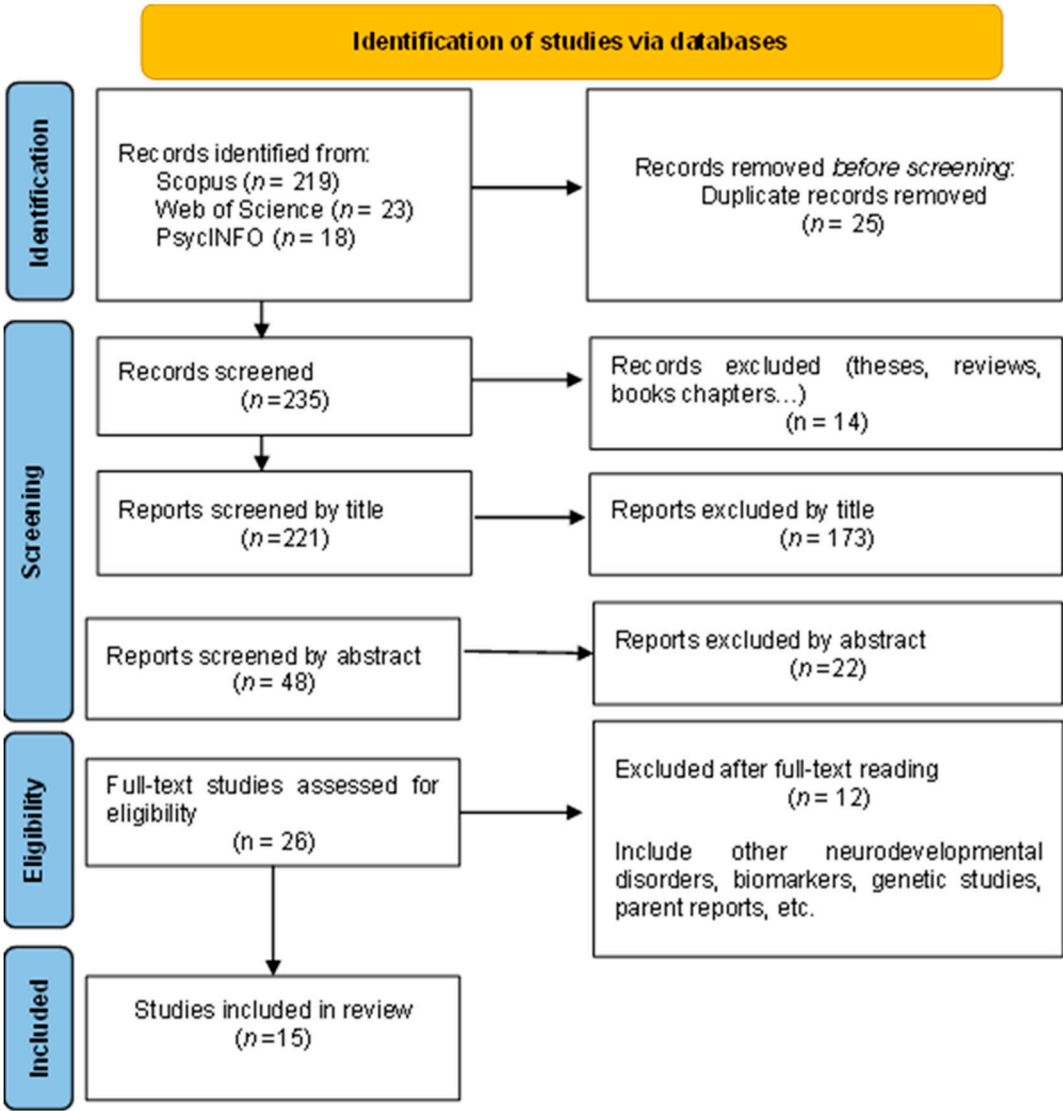 Identification of studies via databases
Identification
Records identified from:
Scopus (n = 219)
Web of Science (n = 23)
PsycINFO (n = 18)
Records removed before screening:
Duplicate records removed
(n = 25)
Screening
Records screened
(n =235)
Records excluded (theses, reviews,
books chapters...)
(n = 14)
Reports screened by title
(n =221)
Reports excluded by title
(n = 173)
Reports screened by abstract
(n = 48)
Reports excluded by abstract
(n =22)
Eligibility
Full-text studies assessed for
eligibility
(n = 26)
Excluded after full-text reading
(n = 12)
Include other neurodevelopmental
disorders, biomarkers, genetic studies,
parent reports, etc.
Included
Studies included in review
(n =15)